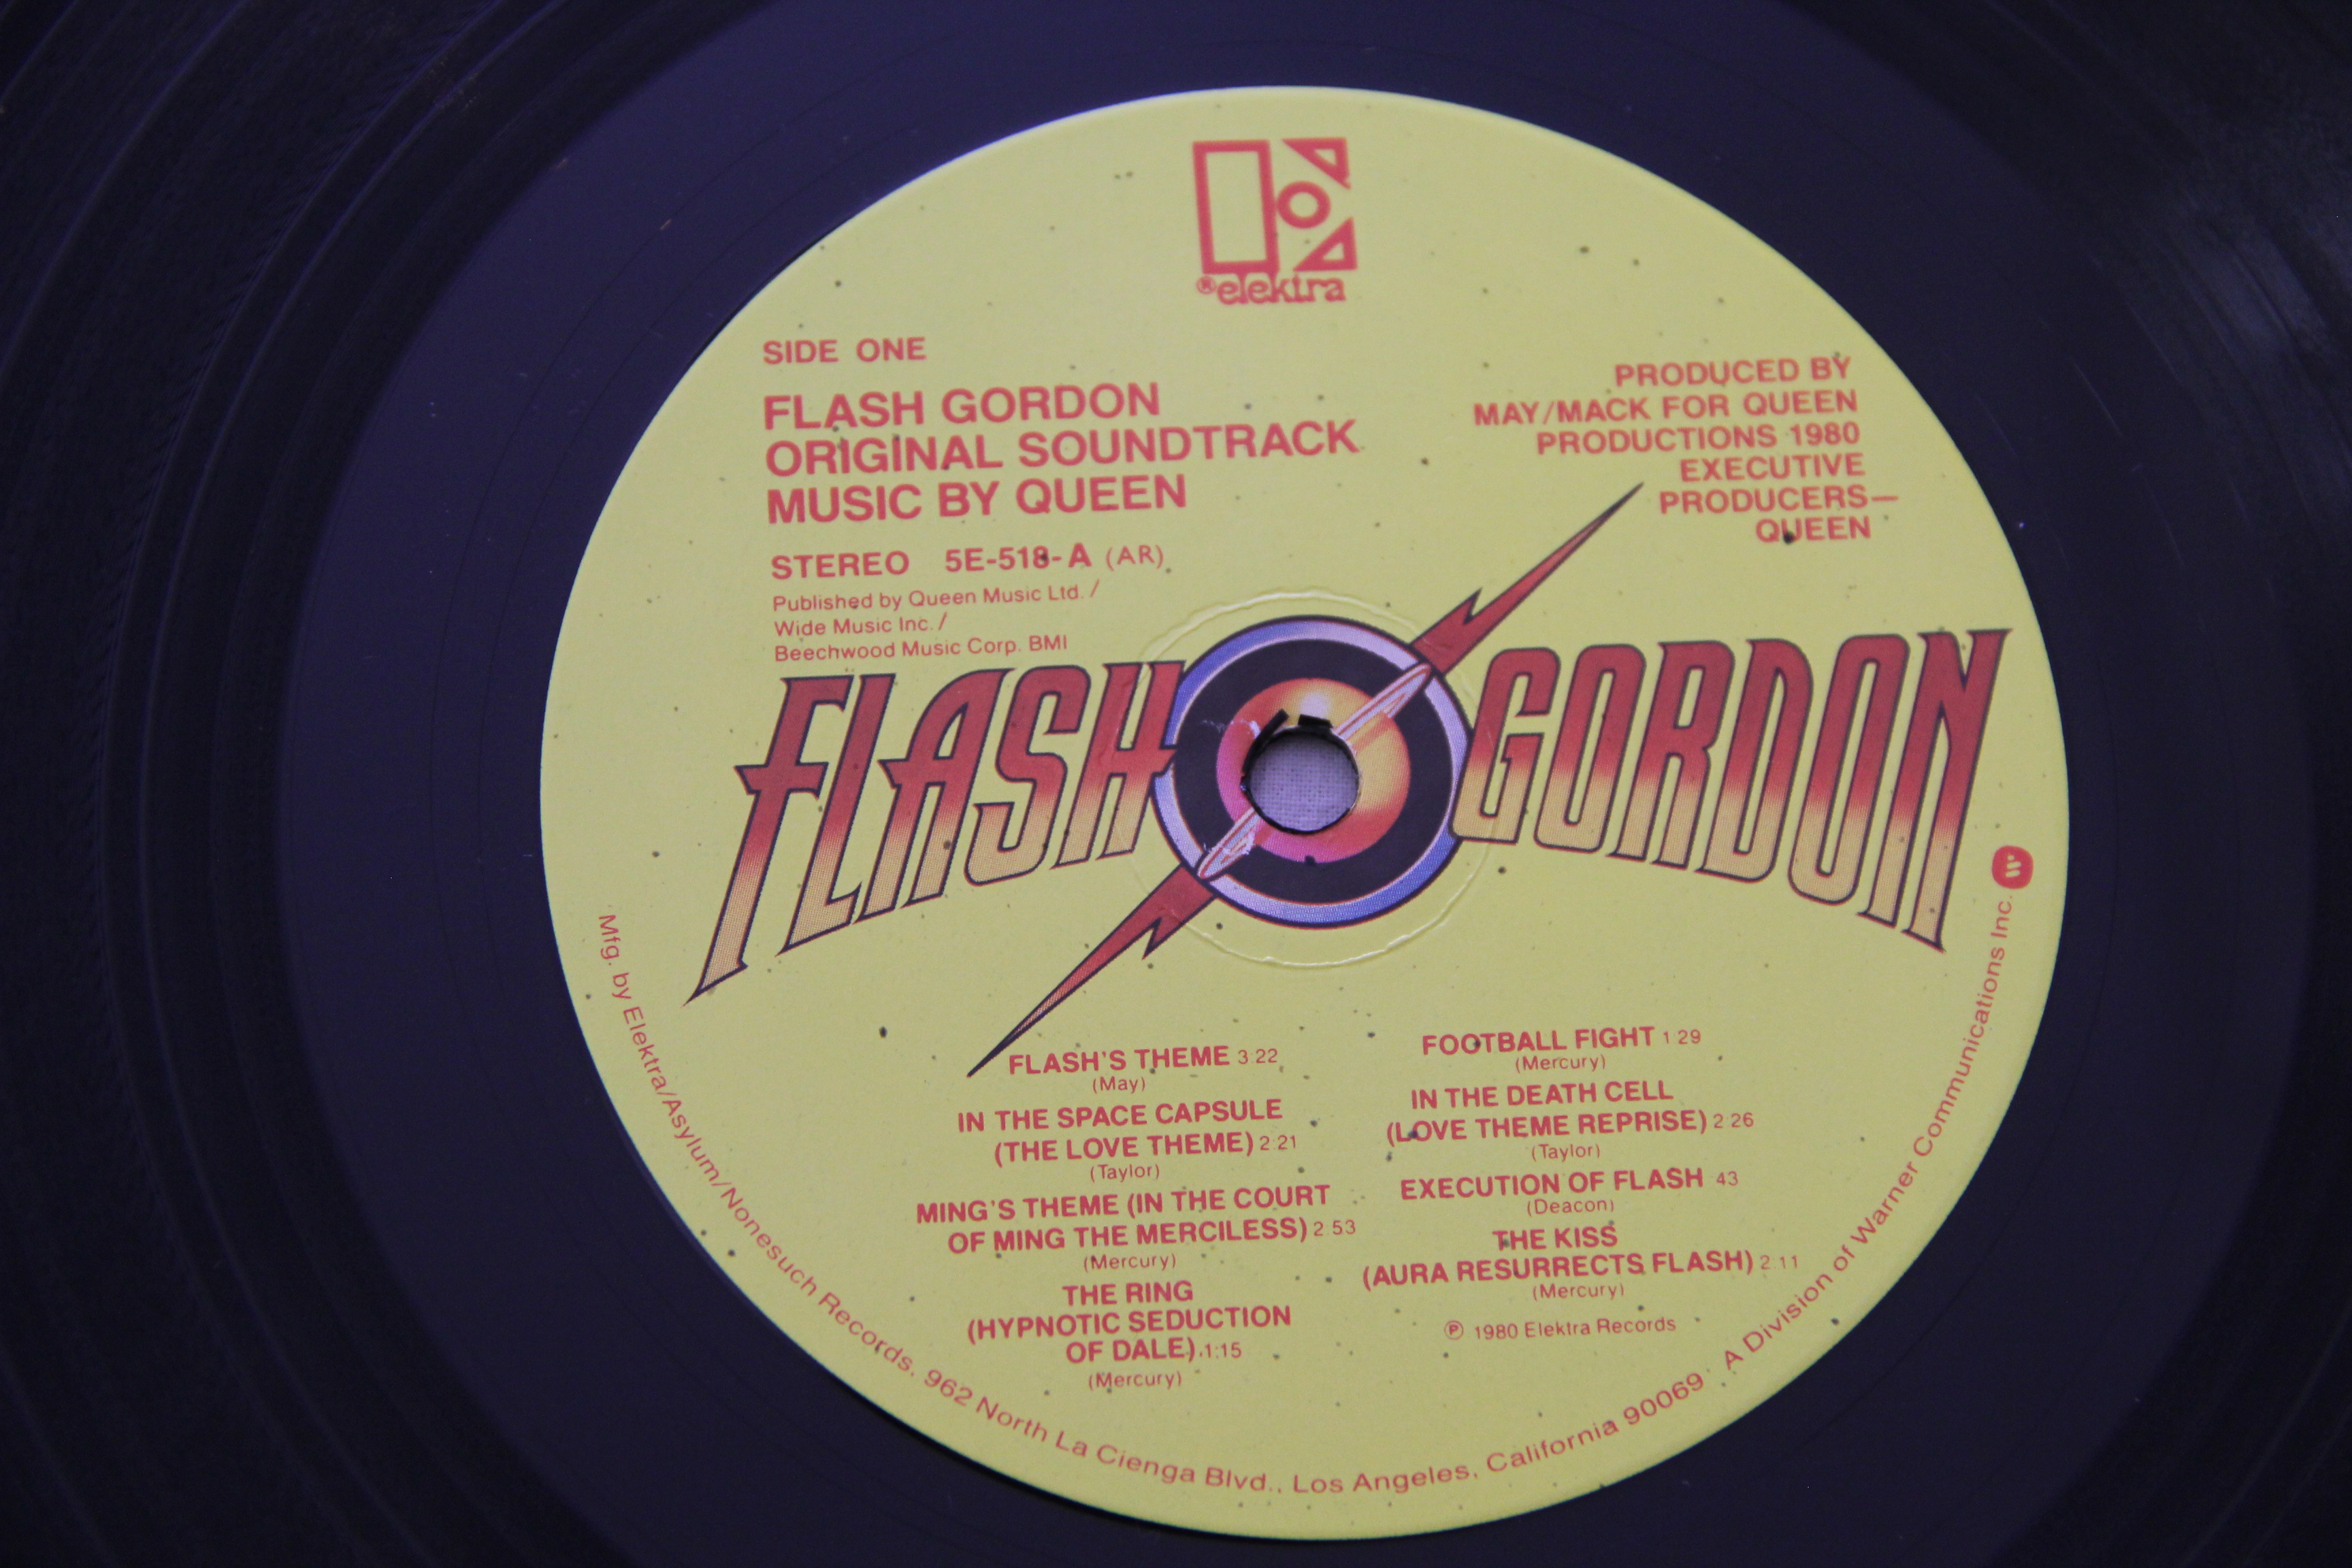 ®elektra
SIDE ONE
FLASH GORDON
ORIGINAL SOUNDTRACK
MUSIC BY QUEEN
STEREO 5E-518-A (AR)
Published by Queen Music Ltd. /
Wide Music Inc. /
Beechwood Music Corp. BMI
PRODUCED BY
MAY/MACK FOR QUEEN
PRODUCTIONS 1980
EXECUTIVE
PRODUCERS—
QUEEN
FLASH GORDON
FLASH'S THEME 3:22
(May)
IN THE SPACE CAPSULE
(THE LOVE THEME) 2:21
(Taylor)
MING'S THEME (IN THE COURT
OF MING THE MERCILESS) 2:53
(Mercury)
THE RING
(HYPNOTIC SEDUCTION
OF DALE) 1:15
(Mercury)
FOOTBALL FIGHT 1:29
(Mercury)
IN THE DEATH CELL
(LOVE THEME REPRISE) 2:26
(Taylor)
EXECUTION OF FLASH :43
(Deacon)
THE KISS
(AURA RESURRECTS FLASH) 2:11
(Mercury)
℗ 1980 Elektra Records
Mfg. by Elektra/Asylum/Nonesuch Records, 962 North La Cienga Blvd., Los Angeles, California 90069 · A Division of Warner Communications Inc.